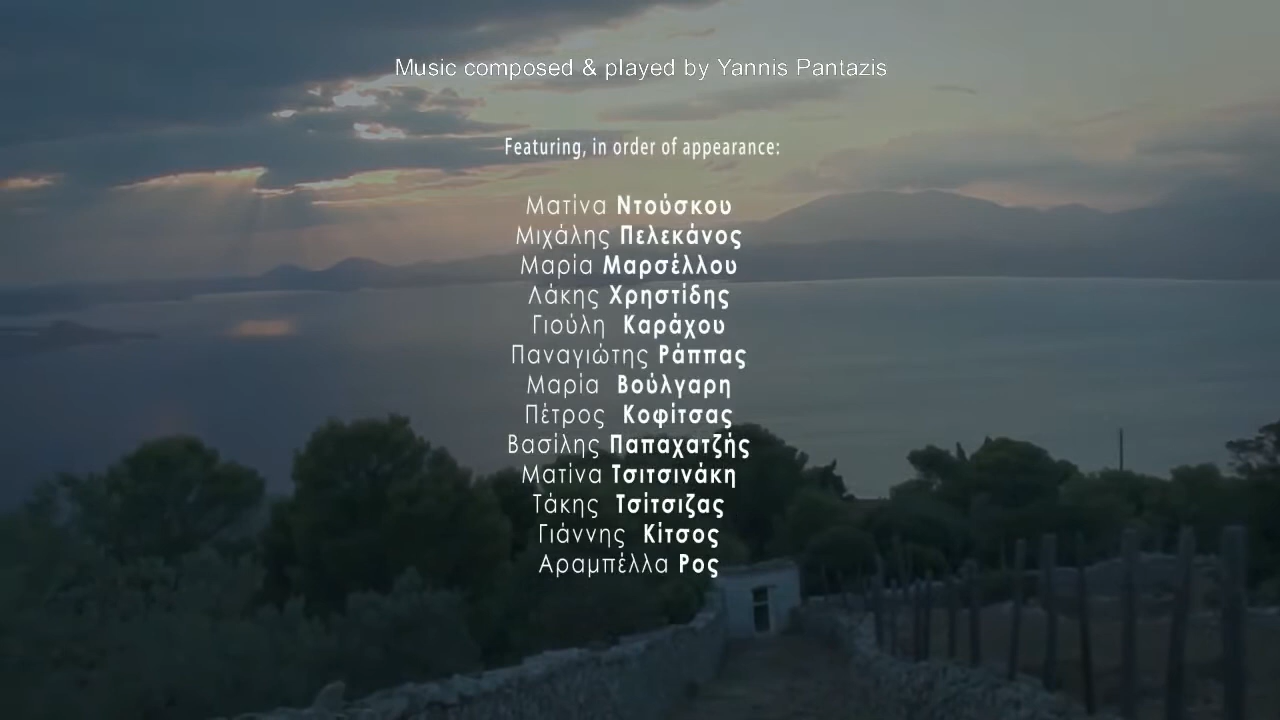 Music composed & played by Yannis Pantazis
Featuring, in order of appearance:
Ματίνα Ντούσκου
Μιχάλης Πελεκάνος
Μαρία Μαρσέλλου
Λάκης Χρηστίδης
Γιούλη Καράχου
Παναγιώτης Ράππας
Μαρία Βούλγαρη
Πέτρος Κοφίτσας
Βασίλης Παπαχατζής
Ματίνα Τσιτσινάκη
Τάκης Τσίτσιζας
Γιάννης Κίτσος
Αραμπέλλα Ρος